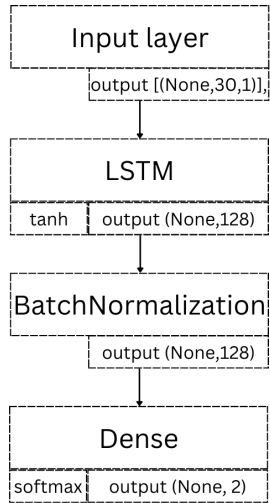 Input layer
output [(None,30,1)],
LSTM
tanh output (None,128)
BatchNormalization
output (None,128)
Dense
softmax output (None, 2)